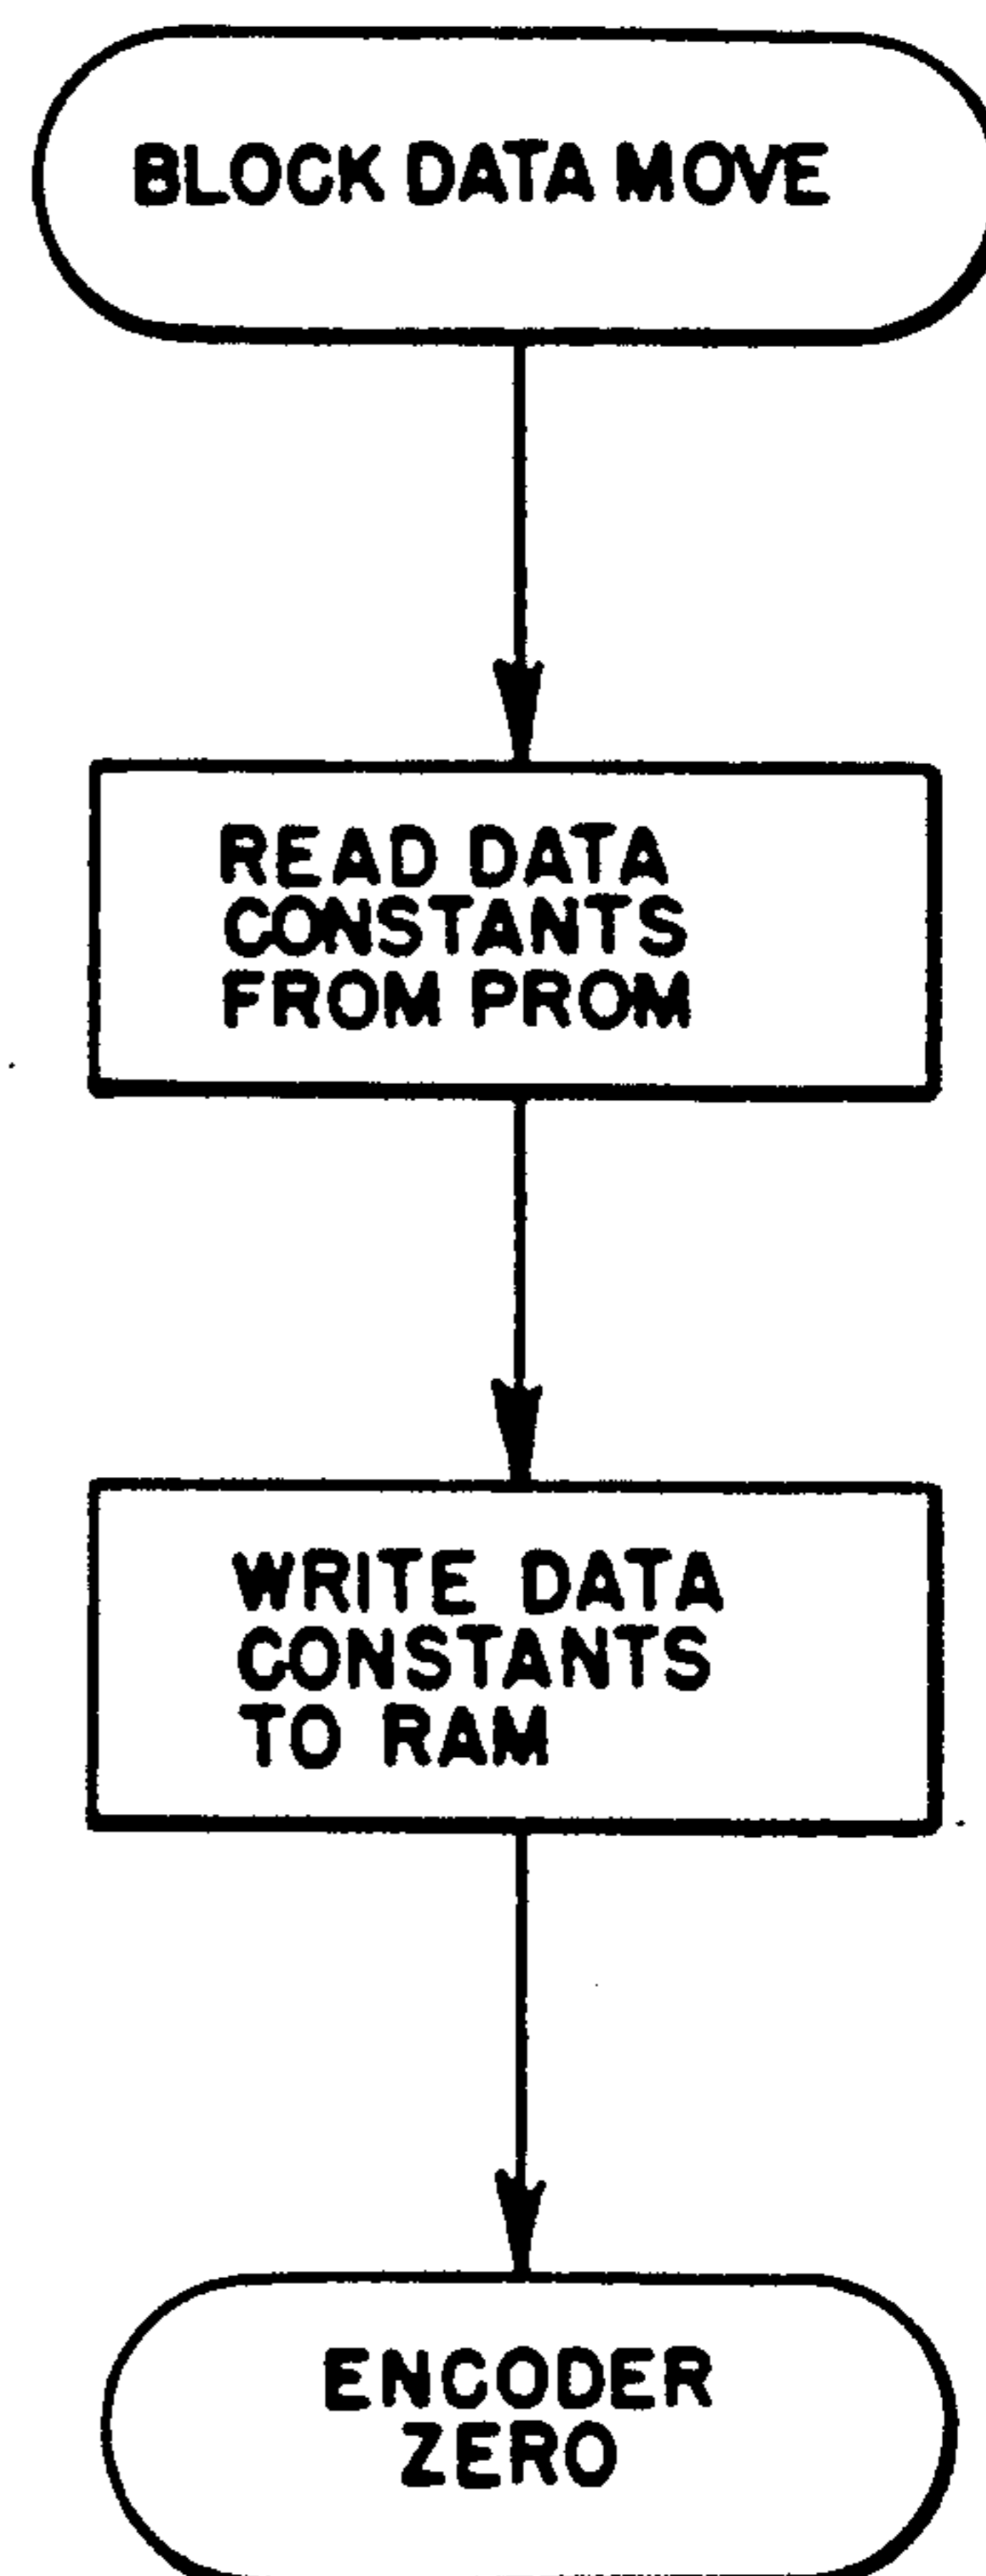 BLOCK DATA MOVE
READ DATA
CONSTANTS
FROM PROM
WRITE DATA
CONSTANTS
TO RAM
ENCODER
ZERO